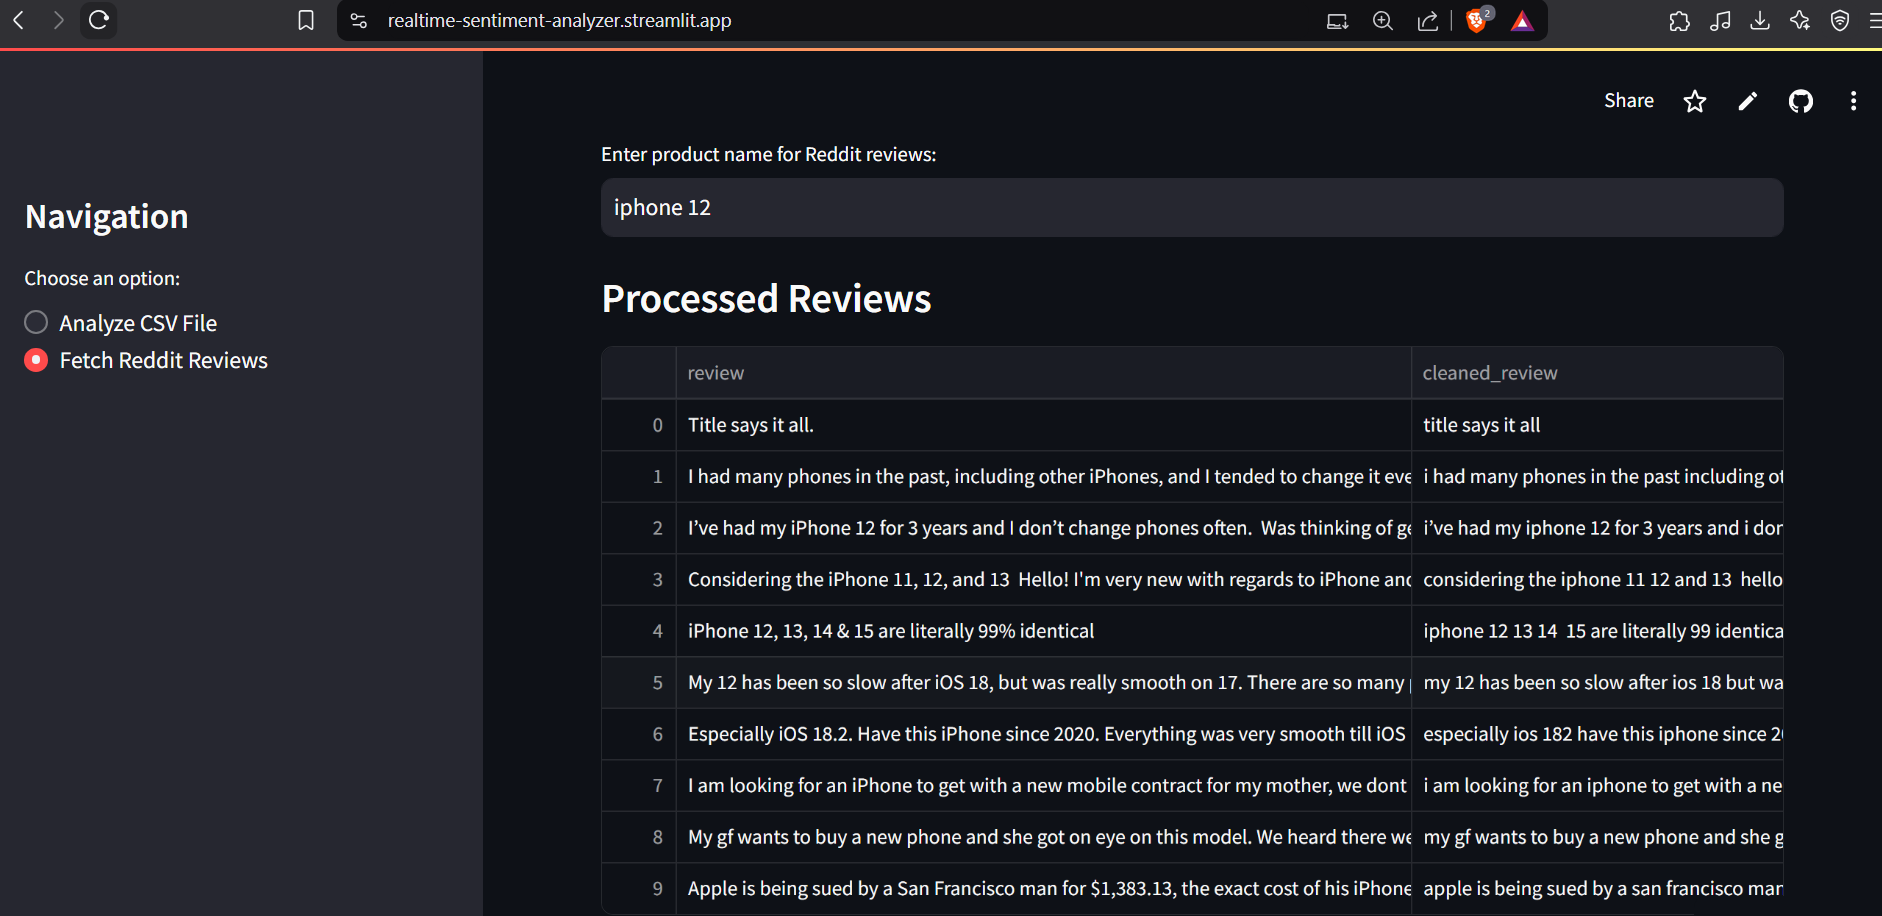 realtime-sentiment-analyzer.streamlit.app
2
Share
Navigation
Choose an option:
Analyze CSV File
Fetch Reddit Reviews
Enter product name for Reddit reviews:
iphone 12
Processed Reviews
review cleaned_review
0 Title says it all. title says it all
1 I had many phones in the past, including other iPhones, and I tended to change it eve i had many phones in the past including ot
2 I’ve had my iPhone 12 for 3 years and I don’t change phones often.  Was thinking of ge i’ve had my iphone 12 for 3 years and i don
3 Considering the iPhone 11, 12, and 13  Hello! I'm very new with regards to iPhone and considering the iphone 11 12 and 13  hello
4 iPhone 12, 13, 14 & 15 are literally 99% identical iphone 12 13 14  15 are literally 99 identica
5 My 12 has been so slow after iOS 18, but was really smooth on 17. There are so many my 12 has been so slow after ios 18 but wa
6 Especially iOS 18.2. Have this iPhone since 2020. Everything was very smooth till iOS especially ios 182 have this iphone since 20
7 I am looking for an iPhone to get with a new mobile contract for my mother, we dont i am looking for an iphone to get with a ne
8 My gf wants to buy a new phone and she got on eye on this model. We heard there we my gf wants to buy a new phone and she g
9 Apple is being sued by a San Francisco man for $1,383.13, the exact cost of his iPhone apple is being sued by a san francisco man